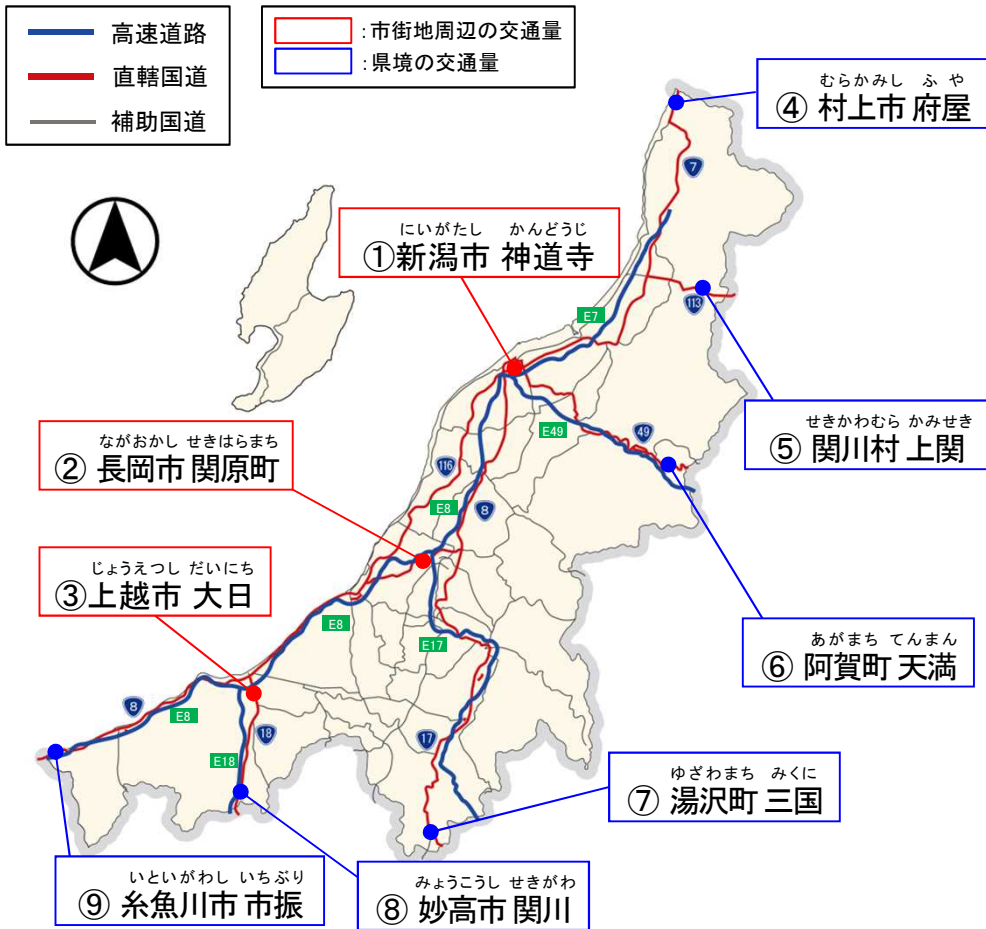 高速道路
直轄国道
補助国道
:市街地周辺の交通量
:県境の交通量
むらかみし ふや
④ 村上市 府屋
7
にいがたし かんどうじ
①新潟市 神道寺
113
E7
せきかわむら かみせき
⑤ 関川村 上関
E49
49
ながおかし せきはらまち
② 長岡市 関原町
116
E8
8
じょうえつし だいにち
③上越市 大日
E8
E17
あがまち てんまん
⑥ 阿賀町 天満
8
E8
18
E18
17
ゆざわまち みくに
⑦ 湯沢町 三国
いといがわし いちぶり
⑨ 糸魚川市 市振
みょうこうし せきがわ
⑧ 妙高市 関川